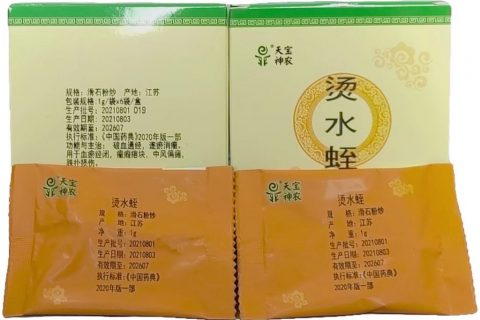 规格：滑石粉炒 产地：江苏
包装规格：1g/袋x6袋/盒
生产批号：20210801 019
生产日期：20210803
有效期至：202607
执行标准：《中国药典》2020年版一部
功能与主治：破血通经，逐瘀消癥。
用于血瘀经闭，癥瘕痞块，中风偏瘫，
跌扑损伤。
天宝
神农
烫水蛭
天宝
神农
烫水蛭
规 格：滑石粉炒
产 地：江苏
净 重：1g
生产批号：20210801
生产日期：20210803
有效期至：202607
执行标准：《中国药典》
2020年版一部
天宝
神农
烫水蛭
规 格：滑石粉炒
产 地：江苏
净 重：1g
生产批号：20210801
生产日期：20210803
有效期至：202607
执行标准：《中国药典》
2020年版一部